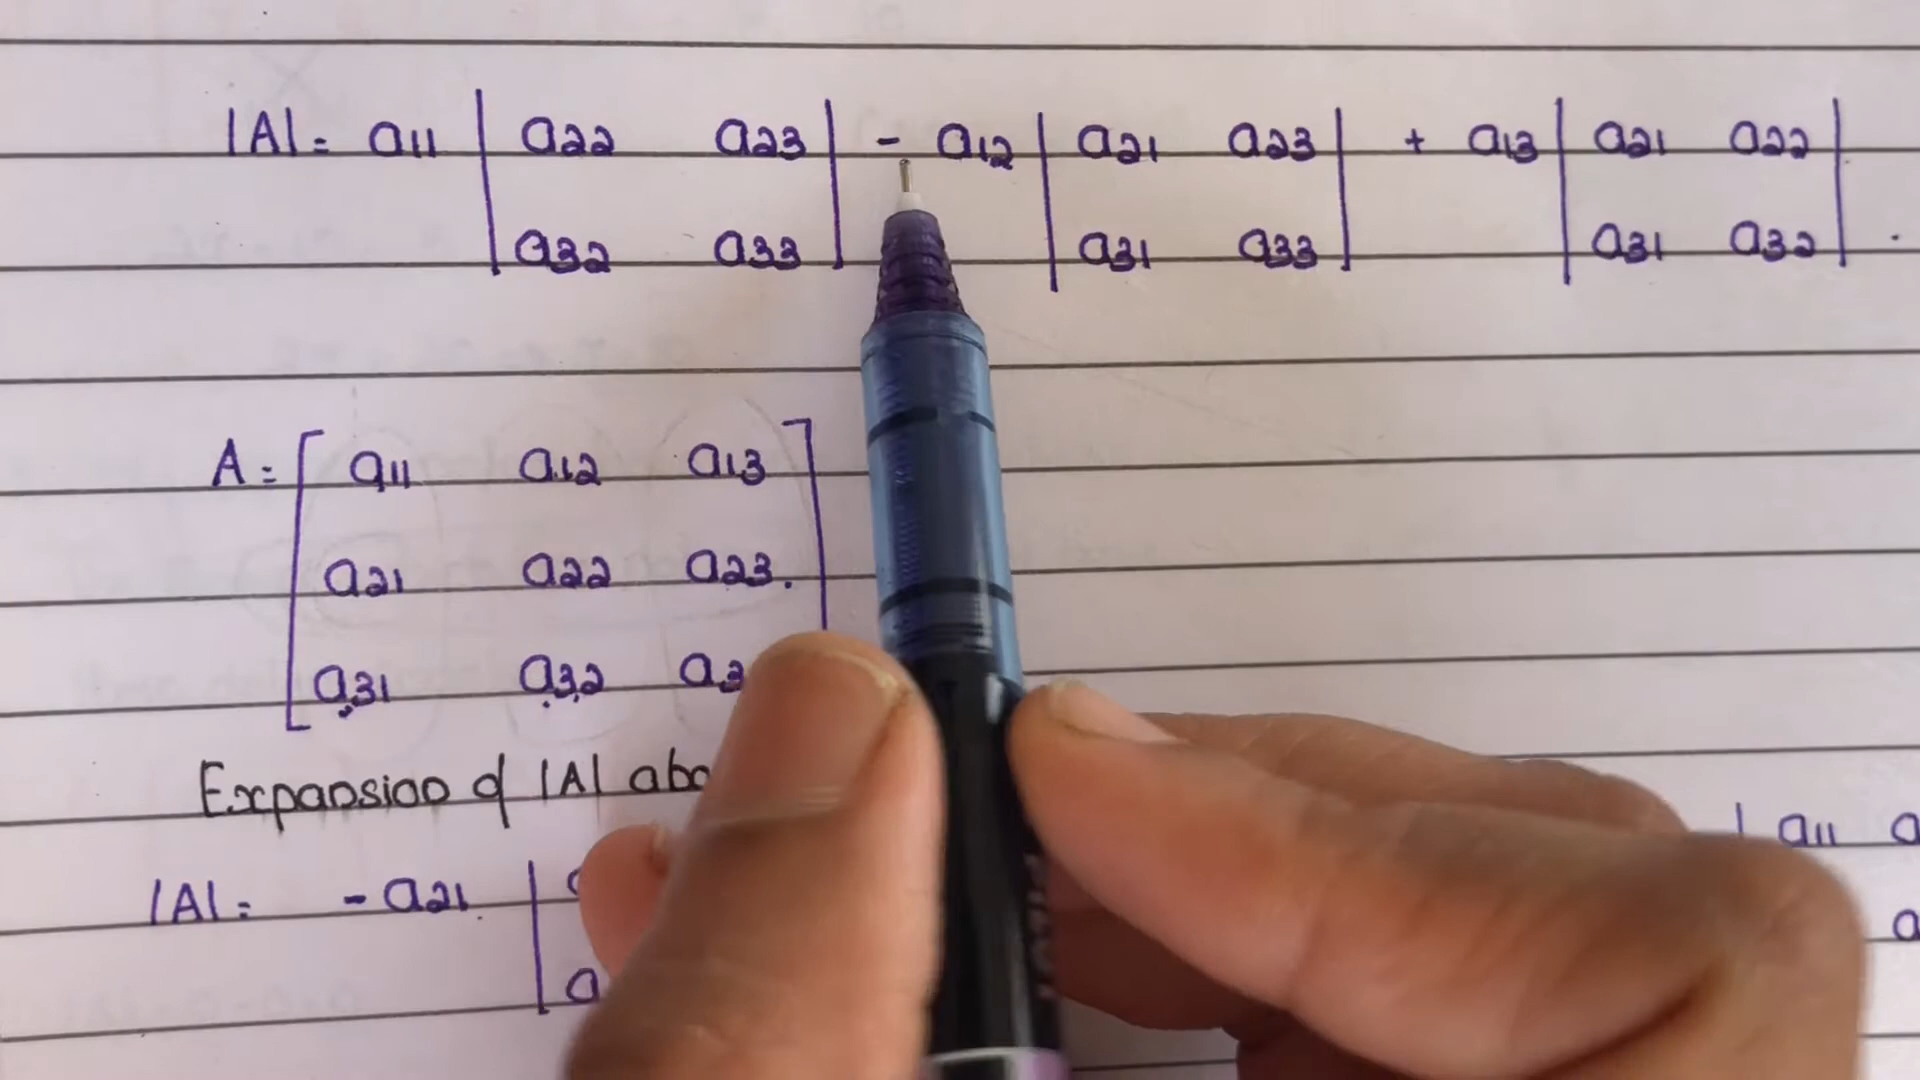 |A| = a11 | a22 a23 | - a12 | a21 a23 | + a13 | a21 a22 |
| a32 a33 | | a31 a33 | | a31 a32 | .
A = [ a11 a12 a13 ]
a21 a22 a23.
a31 a32
Expansion of |A|
|A| = - a21 | | a11